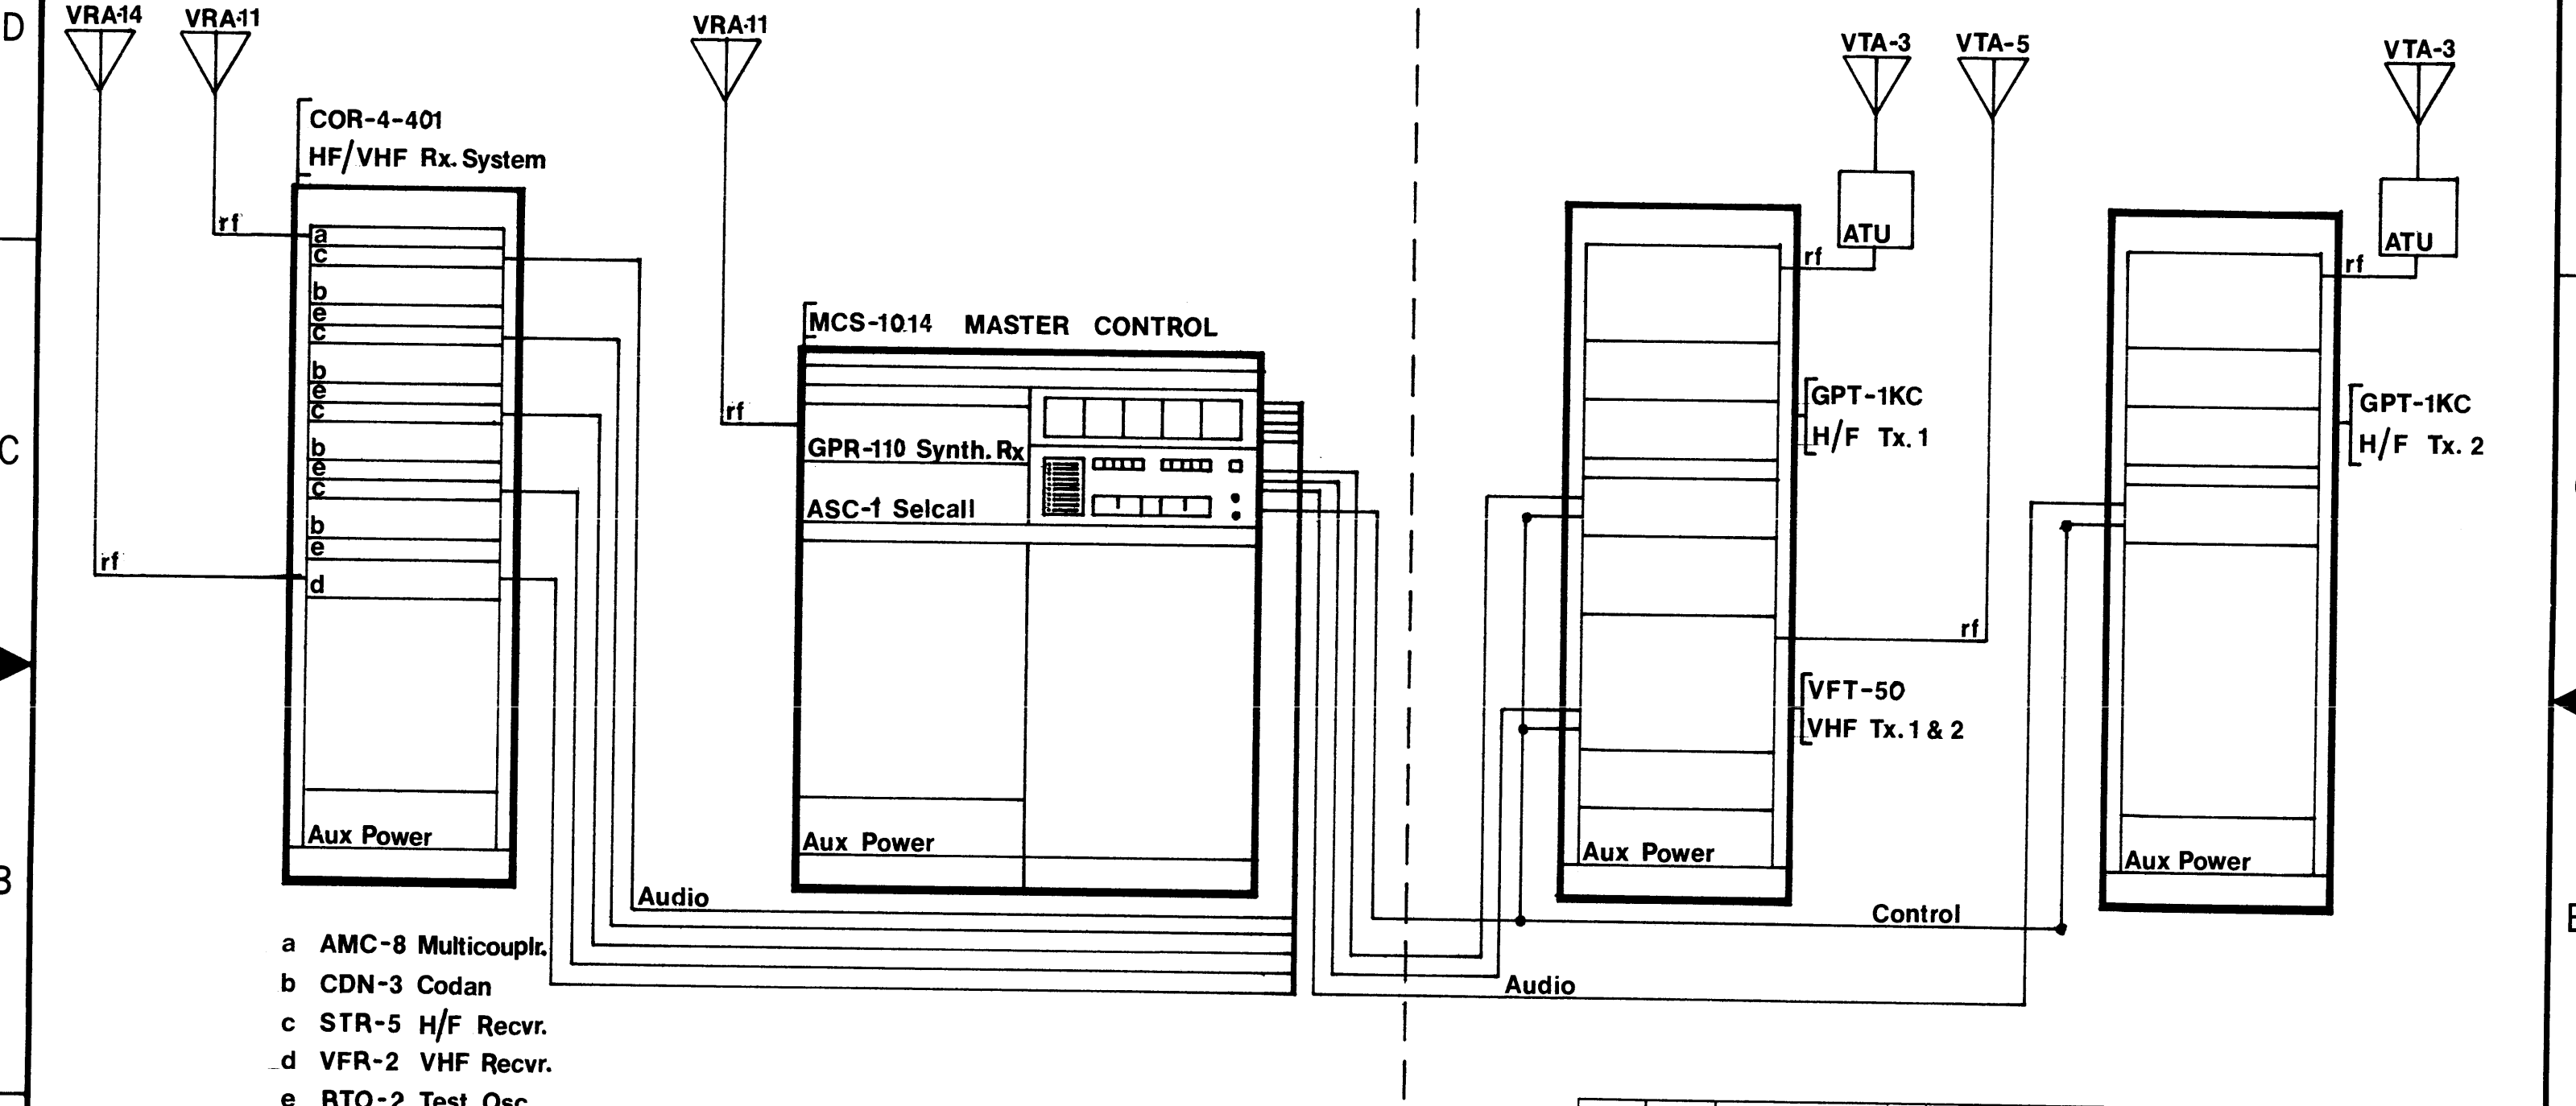 D
VRA-14
VRA-11
VRA-11
VTA-3
VTA-5
VTA-3
COR-4-401
HF/VHF Rx. System
rf
a
c
b
e
c
b
e
c
b
e
c
b
e
d
rf
Aux Power
MCS-1014 MASTER CONTROL
rf
GPR-110 Synth. Rx
ASC-1 Selcall
Aux Power
ATU
rf
ATU
rf
C
GPT-1KC
H/F Tx. 1
GPT-1KC
H/F Tx. 2
rf
VFT-50
VHF Tx. 1 & 2
Aux Power
Aux Power
Audio
Control
Audio
a AMC-8 Multicouplr.
b CDN-3 Codan
c STR-5 H/F Recvr.
d VFR-2 VHF Recvr.
e RTO-2 Test Osc